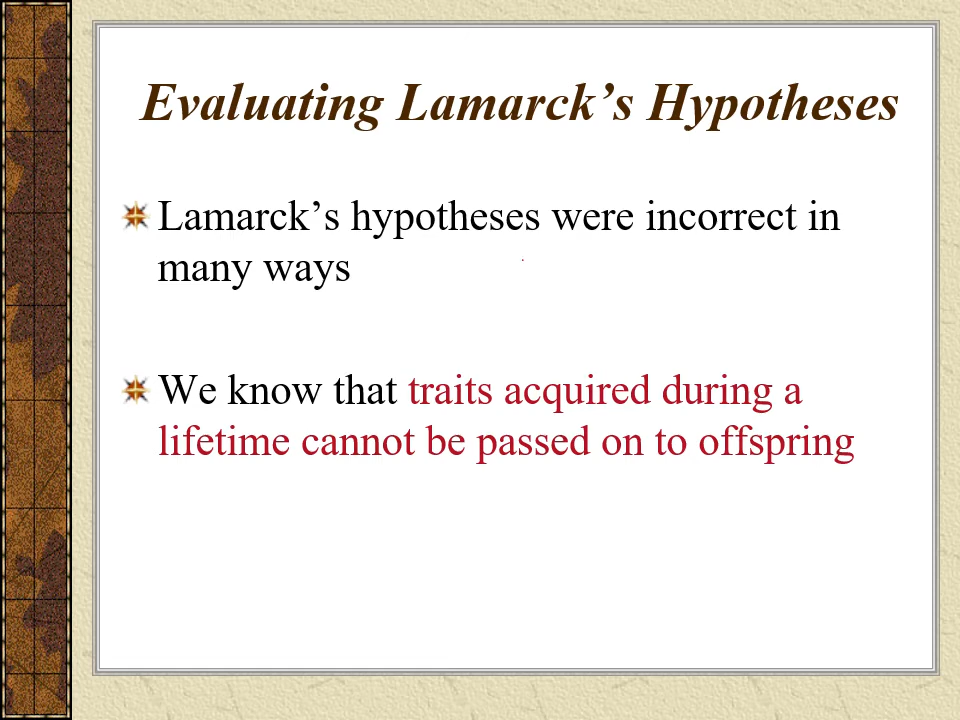 Evaluating Lamarck’s Hypotheses
Lamarck’s hypotheses were incorrect in
many ways
We know that traits acquired during a
lifetime cannot be passed on to offspring